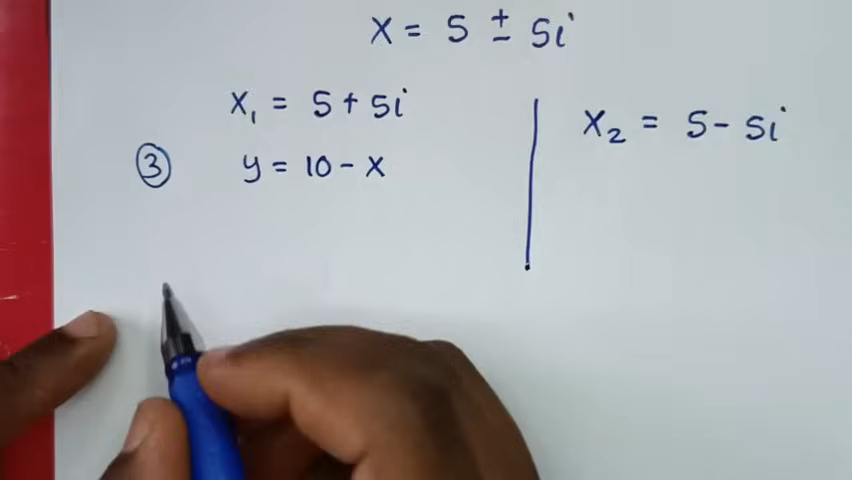 x = 5 ± 5i
x₁ = 5 + 5i
③ y = 10 - x
x₂ = 5 - 5i